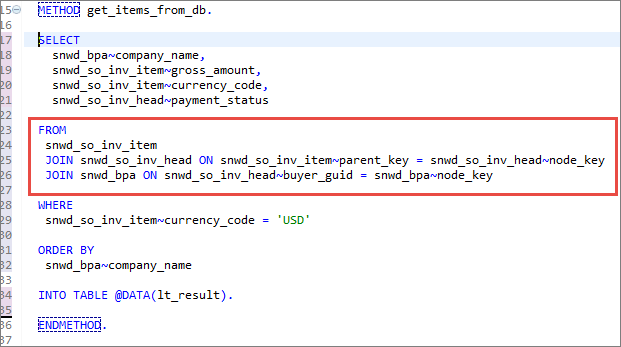 15 METHOD get_items_from_db.
16
17 SELECT
18 snwd_bpa~company_name,
19 snwd_so_inv_item~gross_amount,
20 snwd_so_inv_item~currency_code,
21 snwd_so_inv_head~payment_status
22
23 FROM
24 snwd_so_inv_item
25 JOIN snwd_so_inv_head ON snwd_so_inv_item~parent_key = snwd_so_inv_head~node_key
26 JOIN snwd_bpa ON snwd_so_inv_head~buyer_guid = snwd_bpa~node_key
27
28 WHERE
29 snwd_so_inv_item~currency_code = 'USD'
30
31 ORDER BY
32 snwd_bpa~company_name
33
34 INTO TABLE @DATA(lt_result).
35
36 ENDMETHOD.
37